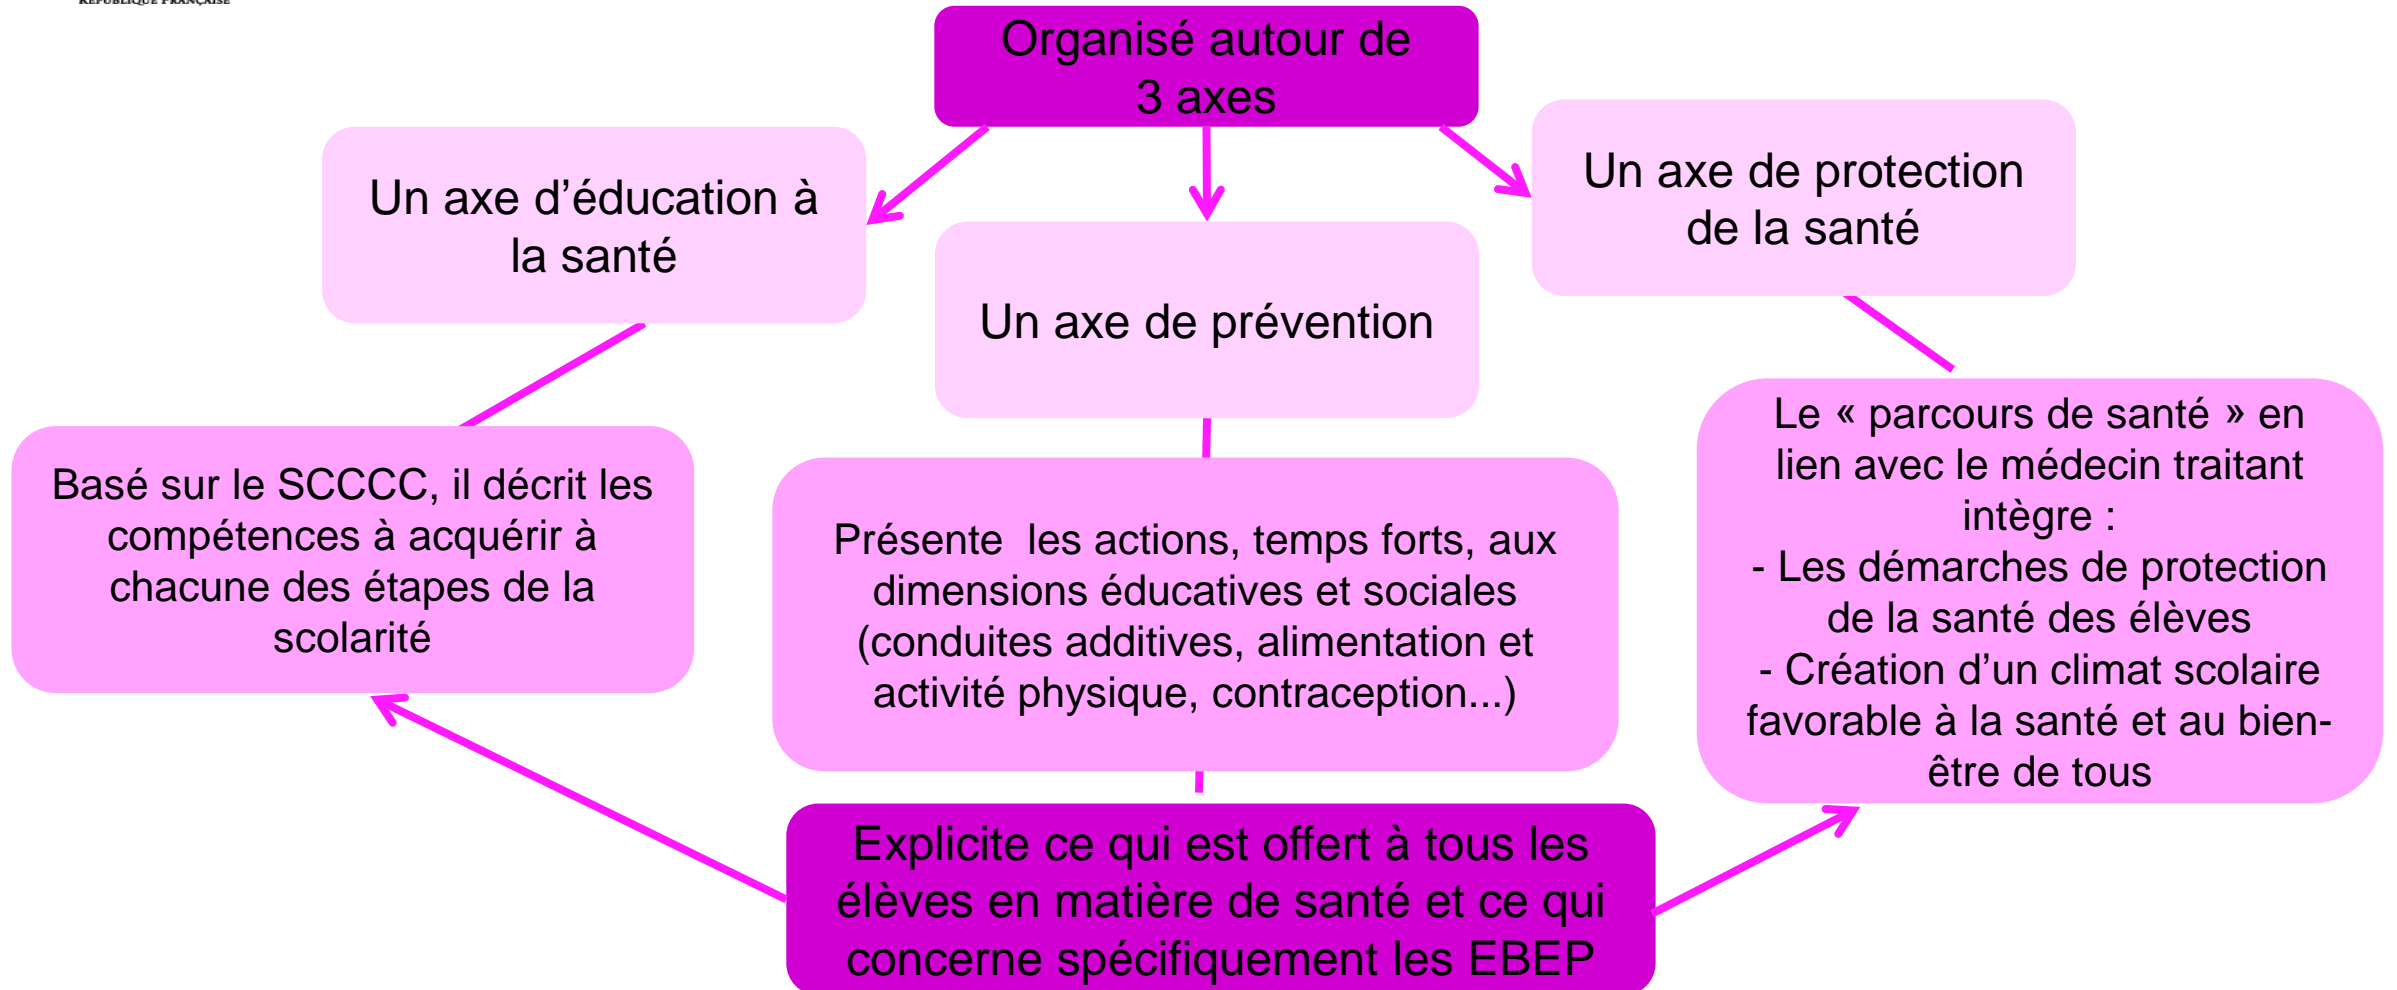 RÉPUBLIQUE FRANÇAISE
Organisé autour de
3 axes
Un axe d’éducation à
la santé
Un axe de prévention
Un axe de protection
de la santé
Basé sur le SCCCC, il décrit les
compétences à acquérir à
chacune des étapes de la
scolarité
Présente  les actions, temps forts, aux
dimensions éducatives et sociales
(conduites additives, alimentation et
activité physique, contraception...)
Le « parcours de santé » en
lien avec le médecin traitant
intègre :
- Les démarches de protection
de la santé des élèves
- Création d’un climat scolaire
favorable à la santé et au bien-
être de tous
Explicite ce qui est offert à tous les
élèves en matière de santé et ce qui
concerne spécifiquement les EBEP